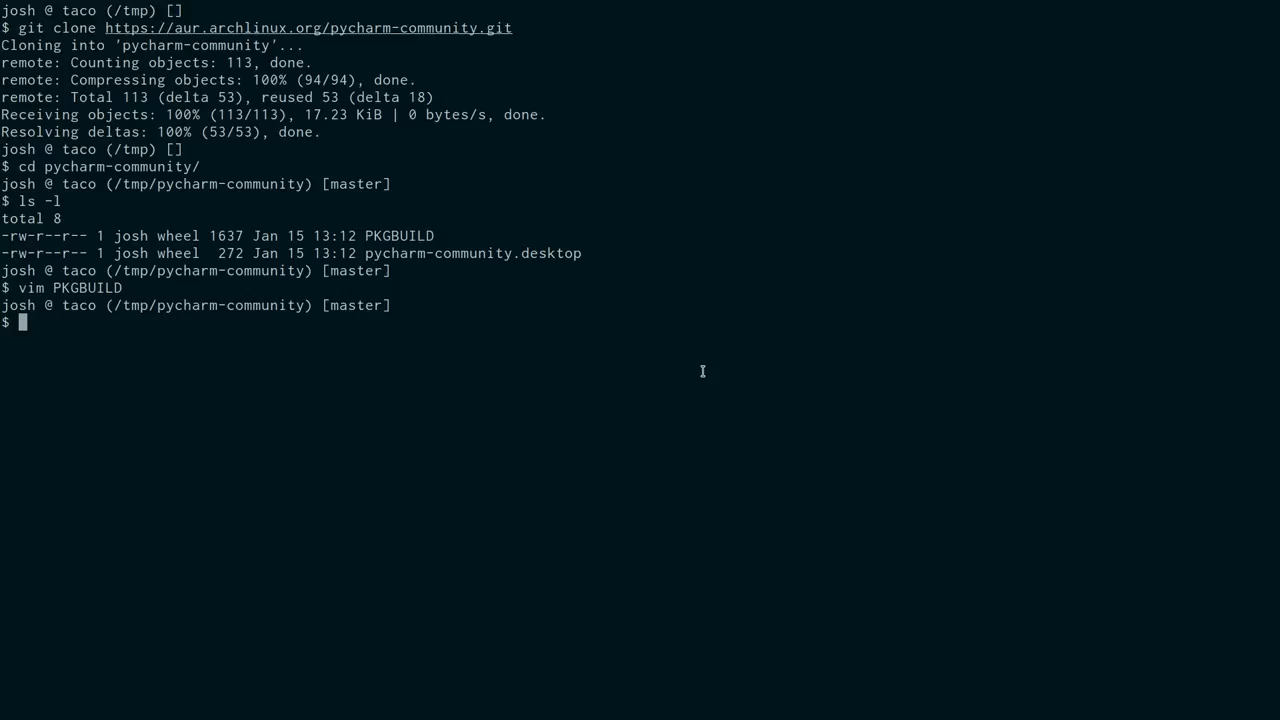 josh @ taco (/tmp) []
$ git clone https://aur.archlinux.org/pycharm-community.git
Cloning into 'pycharm-community'...
remote: Counting objects: 113, done.
remote: Compressing objects: 100% (94/94), done.
remote: Total 113 (delta 53), reused 53 (delta 18)
Receiving objects: 100% (113/113), 17.23 KiB | 0 bytes/s, done.
Resolving deltas: 100% (53/53), done.
josh @ taco (/tmp) []
$ cd pycharm-community/
josh @ taco (/tmp/pycharm-community) [master]
$ ls -l
total 8
-rw-r--r-- 1 josh wheel 1637 Jan 15 13:12 PKGBUILD
-rw-r--r-- 1 josh wheel  272 Jan 15 13:12 pycharm-community.desktop
josh @ taco (/tmp/pycharm-community) [master]
$ vim PKGBUILD
josh @ taco (/tmp/pycharm-community) [master]
$